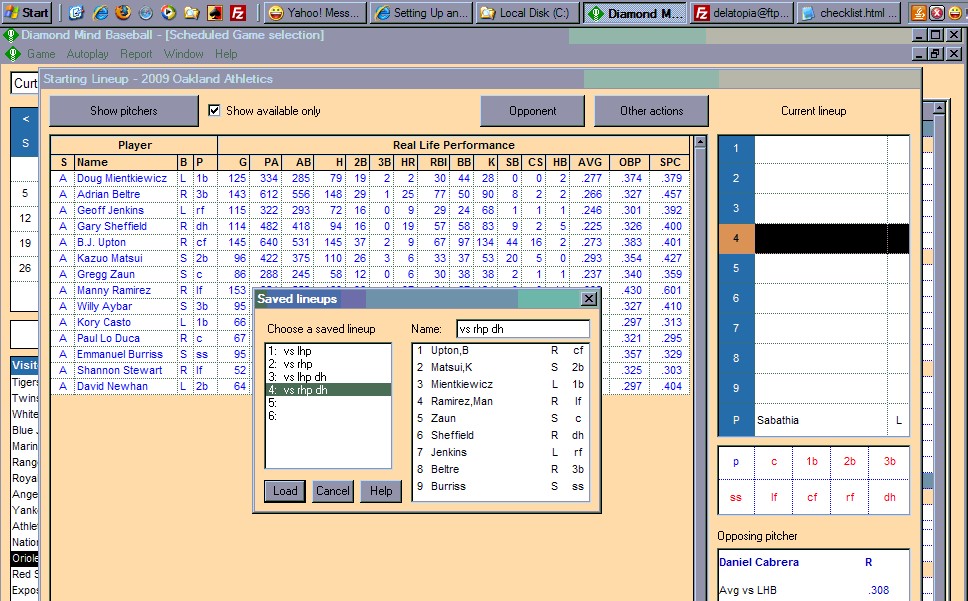 Start Yahoo! Mess... Setting Up an... Local Disk (C:) Diamond M... delatopia@ftp... checklist.html ...
Diamond Mind Baseball - [Scheduled Game selection]
Game Autoplay Report Window Help
Curt
Starting Lineup - 2009 Oakland Athletics
Show pitchers Show available only Opponent Other actions Current lineup
<
S
5
12
19
26
Player Real Life Performance
S Name B P G PA AB H 2B 3B HR RBI BB K SB CS HB AVG OBP SPC
A Doug Mientkiewicz L 1b 125 334 285 79 19 2 2 30 44 28 0 0 2 .277 .374 .379
A Adrian Beltre R 3b 143 612 556 148 29 1 25 77 50 90 8 2 2 .266 .327 .457
A Geoff Jenkins L rf 115 322 293 72 16 0 9 29 24 68 1 1 1 .246 .301 .392
A Gary Sheffield R dh 114 482 418 94 16 0 19 57 58 83 9 2 5 .225 .326 .400
A B.J. Upton R cf 145 640 531 145 37 2 9 67 97 134 44 16 2 .273 .383 .401
A Kazuo Matsui S 2b 96 422 375 110 26 3 6 33 37 53 20 5 0 .293 .354 .427
A Gregg Zaun S c 86 288 245 58 12 0 6 30 38 38 2 1 1 .237 .340 .359
A Manny Ramirez R lf 153 .430 .601
A Willy Aybar S 3b 95 .327 .410
A Kory Casto L 1b 66 .297 .313
A Paul Lo Duca R c 67 .321 .295
A Emmanuel Burriss S ss 95 .357 .329
A Shannon Stewart R lf 52 .325 .303
A David Newhan L 2b 64 .297 .404
Saved lineups
Choose a saved lineup
1: vs lhp
2: vs rhp
3: vs lhp dh
4: vs rhp dh
5:
6:
Load Cancel Help
Name: vs rhp dh
1 Upton,B R cf
2 Matsui,K S 2b
3 Mientkiewicz L 1b
4 Ramirez,Man R lf
5 Zaun S c
6 Sheffield R dh
7 Jenkins L rf
8 Beltre R 3b
9 Burriss S ss
1
2
3
4
5
6
7
8
9
P Sabathia L
p c 1b 2b 3b
ss lf cf rf dh
Opposing pitcher
Daniel Cabrera R
Avg vs LHB .308
Visit
Tigers
Twins
White
Blue
Marin
Rang
Roya
Ange
Yank
Athle
Natio
Oriole
Red S
Expos